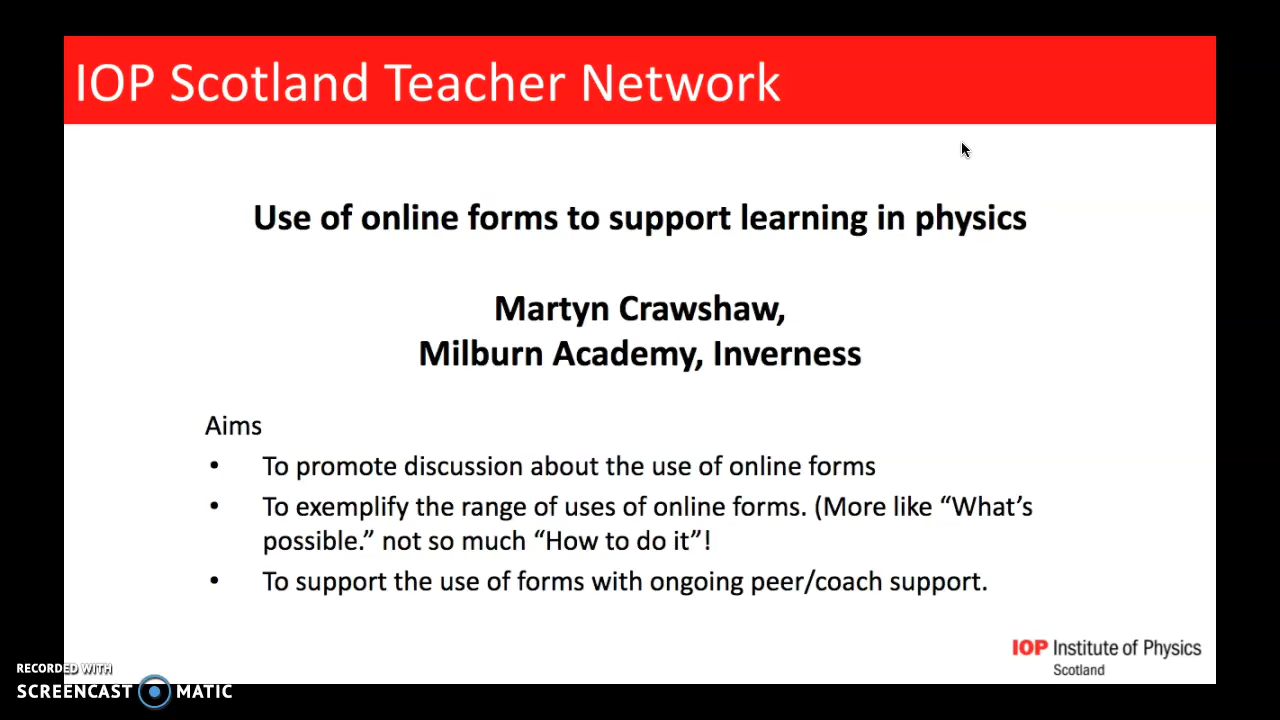 IOP Scotland Teacher Network
Use of online forms to support learning in physics
Martyn Crawshaw,
Milburn Academy, Inverness
Aims
• To promote discussion about the use of online forms
• To exemplify the range of uses of online forms. (More like “What’s
possible.” not so much “How to do it”!
• To support the use of forms with ongoing peer/coach support.
IOP Institute of Physics
Scotland
RECORDED WITH
SCREENCAST MATIC